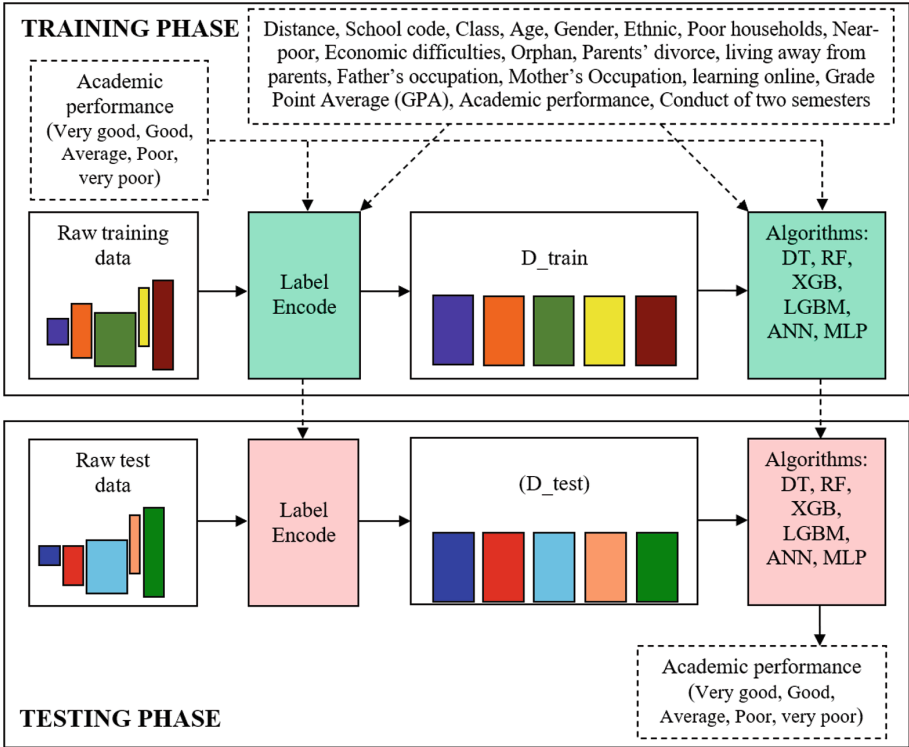 TRAINING PHASE
Distance, School code, Class, Age, Gender, Ethnic, Poor households, Near-
poor, Economic difficulties, Orphan, Parents' divorce, living away from
parents, Father's occupation, Mother's Occupation, learning online, Grade
Point Average (GPA), Academic performance, Conduct of two semesters
Academic
performance
(Very good, Good,
Average, Poor,
very poor)
Raw training
data
Label
Encode
D_train
Algorithms:
DT, RF,
XGB,
LGBM,
ANN, MLP
Raw test
data
Label
Encode
(D_test)
Algorithms:
DT, RF,
XGB,
LGBM,
ANN, MLP
Academic performance
(Very good, Good,
Average, Poor, very poor)
TESTING PHASE